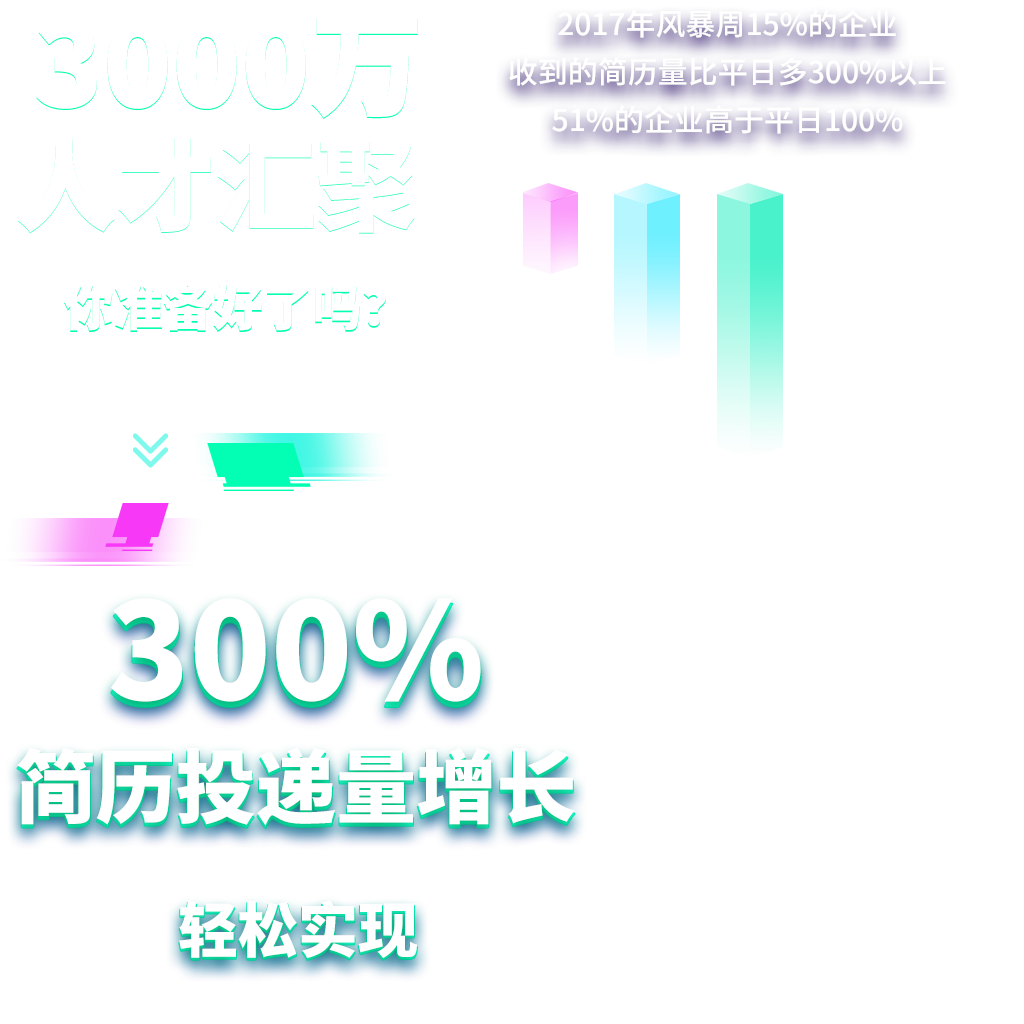 3000万
人才汇聚
你准备好了吗?
2017年风暴周15%的企业
收到的简历量比平日多300%以上
51%的企业高于平日100%
300%
简历投递量增长
轻松实现